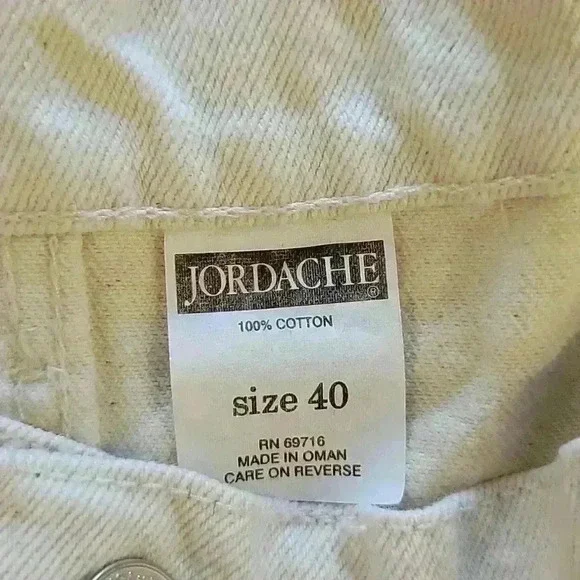 JORDACHE®
100% COTTON
size 40
RN 69716
MADE IN OMAN
CARE ON REVERSE